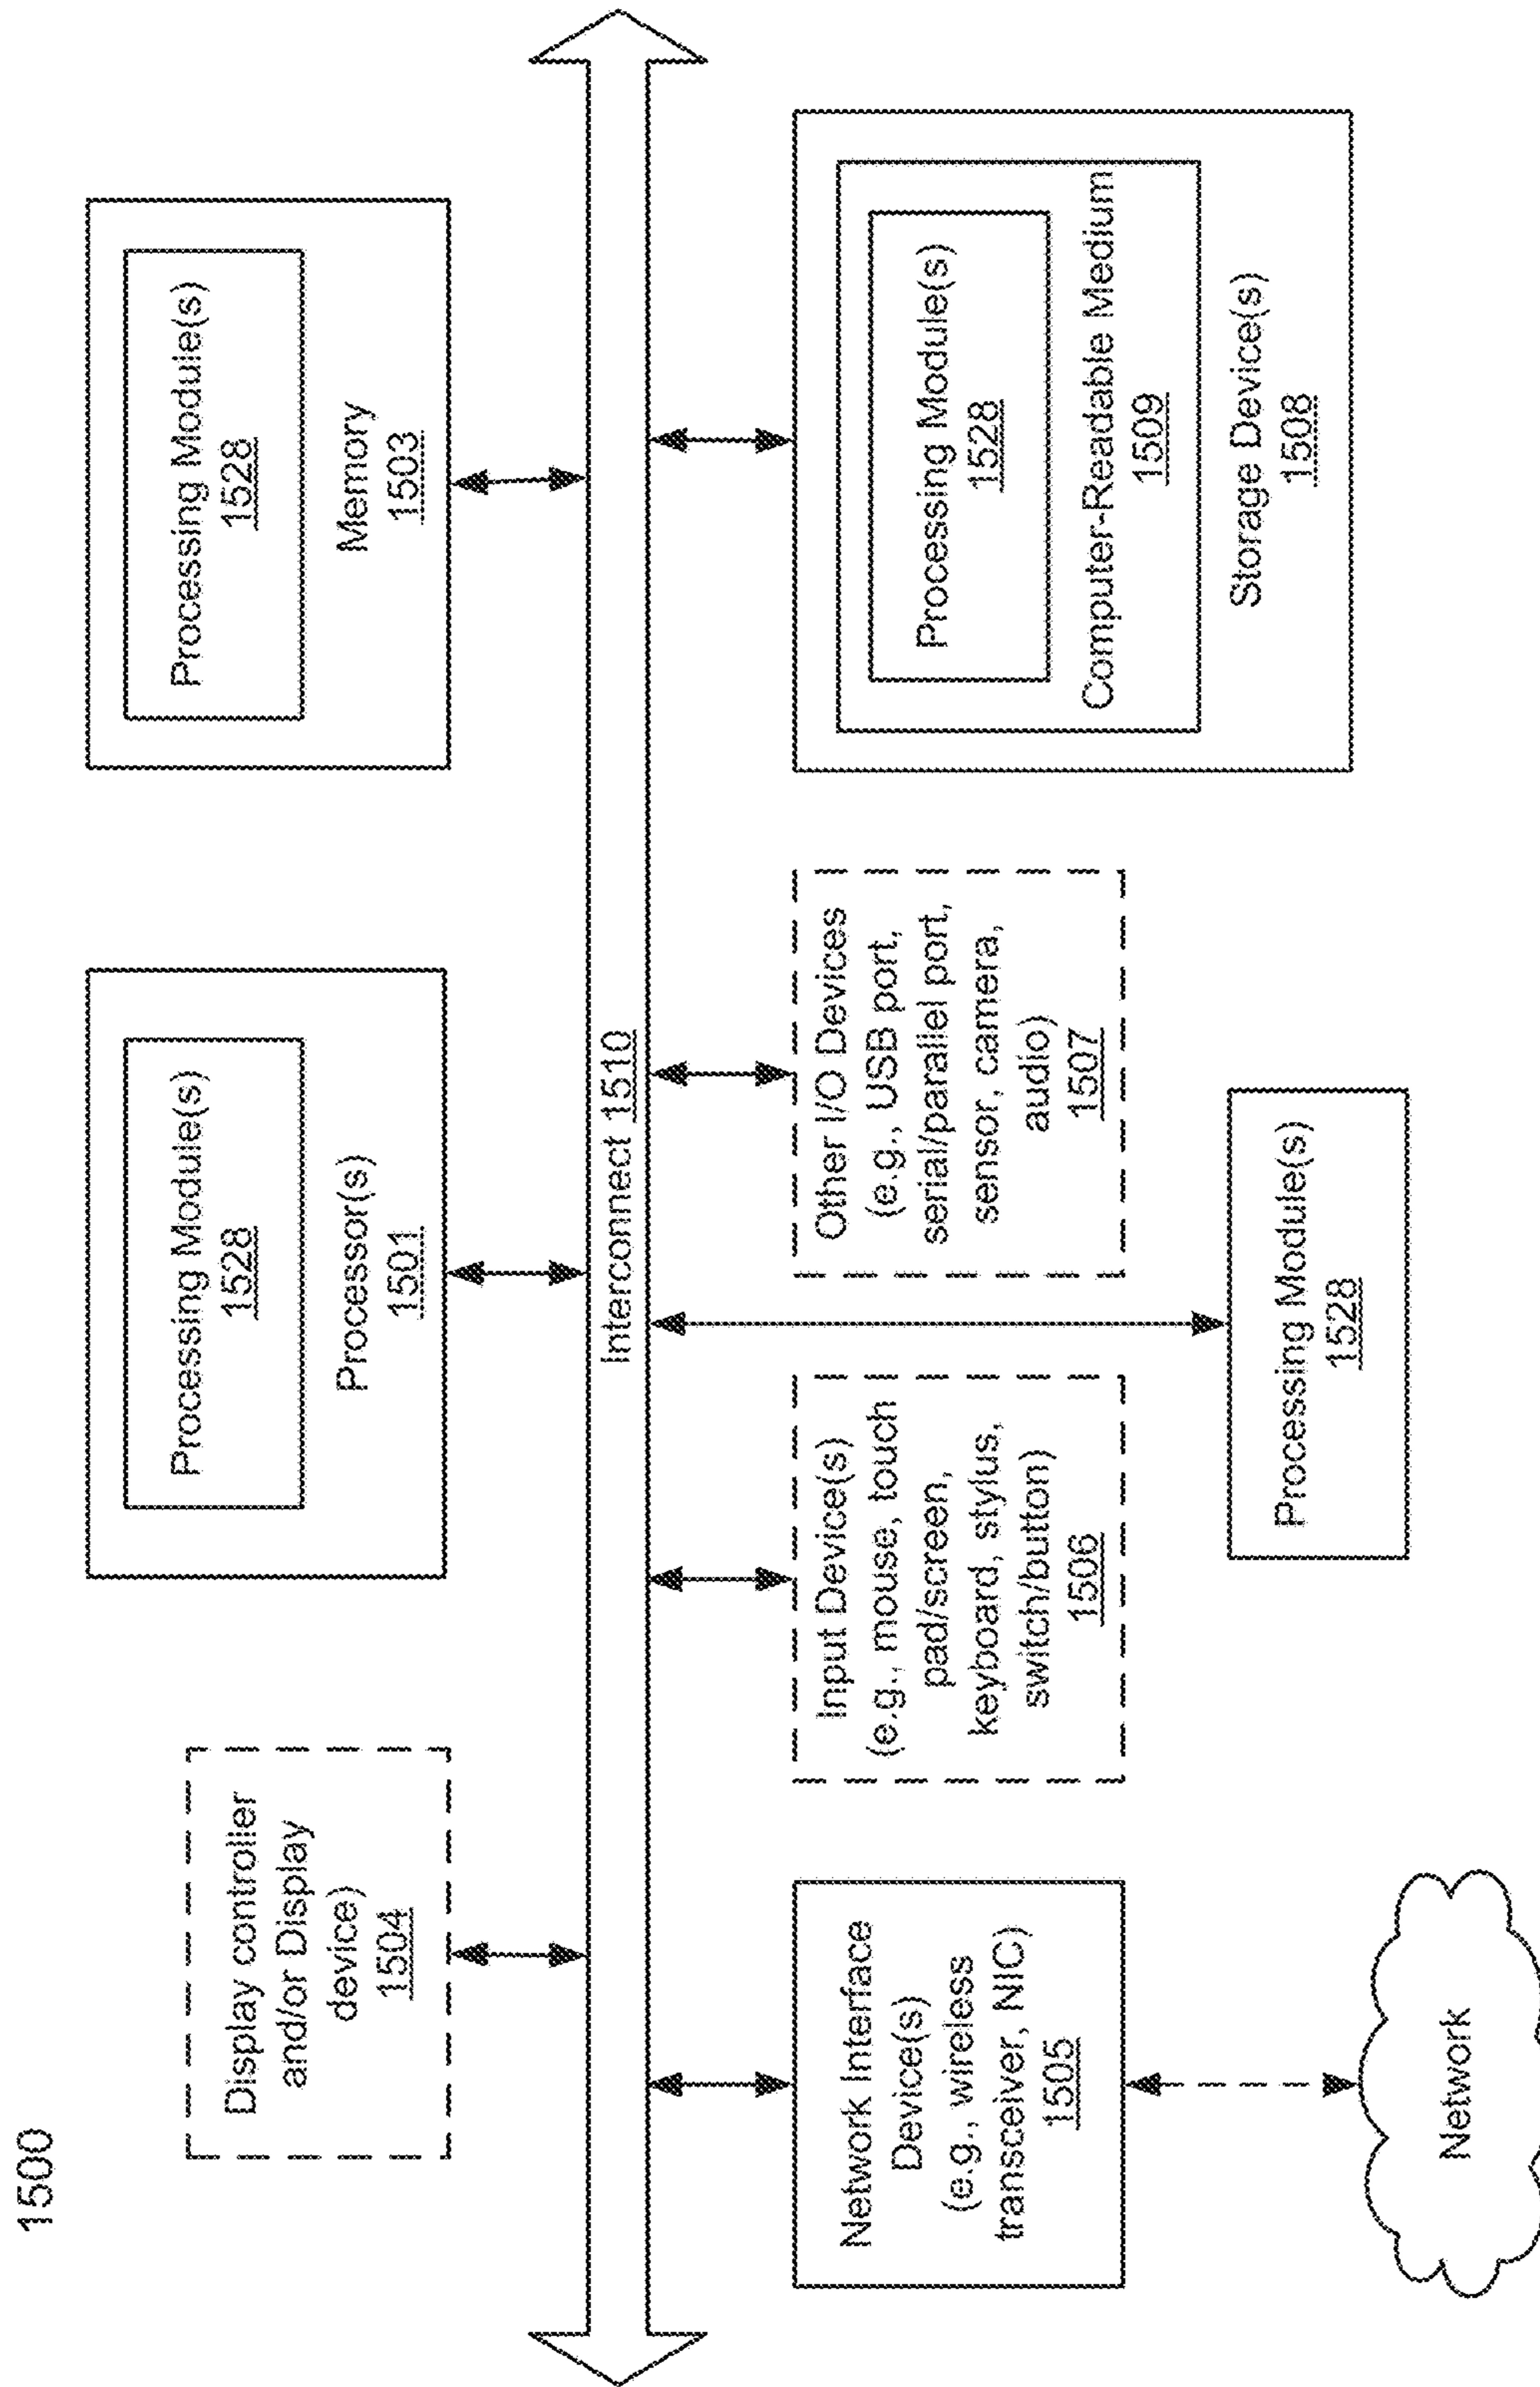 1500
Display controller
and/or Display
device)
1504
Processing Module(s)
1528
Processor(s)
1501
Processing Module(s)
1528
Memory
1503
Interconnect 1510
Network Interface
Device(s)
(e.g., wireless
transceiver, NIC)
1505
Input Device(s)
(e.g., mouse, touch
pad/screen,
keyboard, stylus,
switch/button)
1506
Other I/O Devices
(e.g., USB port,
serial/parallel port,
sensor, camera,
audio)
1507
Processing Module(s)
1528
Computer-Readable Medium
1509
Storage Device(s)
1508
Network
Processing Module(s)
1528